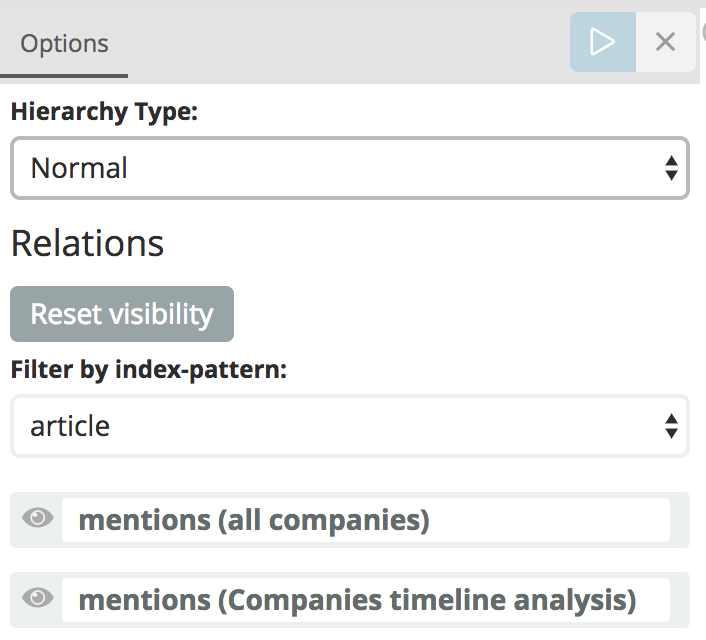 Options
Hierarchy Type:
Normal
Relations
Reset visibility
Filter by index-pattern:
article
mentions (all companies)
mentions (Companies timeline analysis)